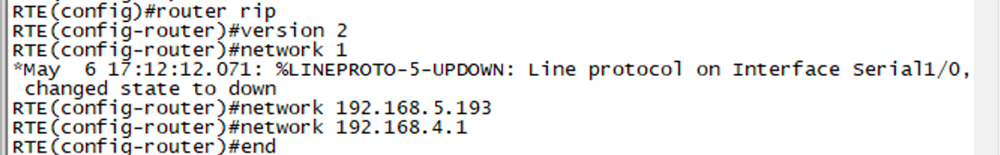 RTE(config)#router rip
RTE(config-router)#version 2
RTE(config-router)#network 1
*May  6 17:12:12.071: %LINEPROTO-5-UPDOWN: Line protocol on Interface Serial1/0,
 changed state to down
RTE(config-router)#network 192.168.5.193
RTE(config-router)#network 192.168.4.1
RTE(config-router)#end